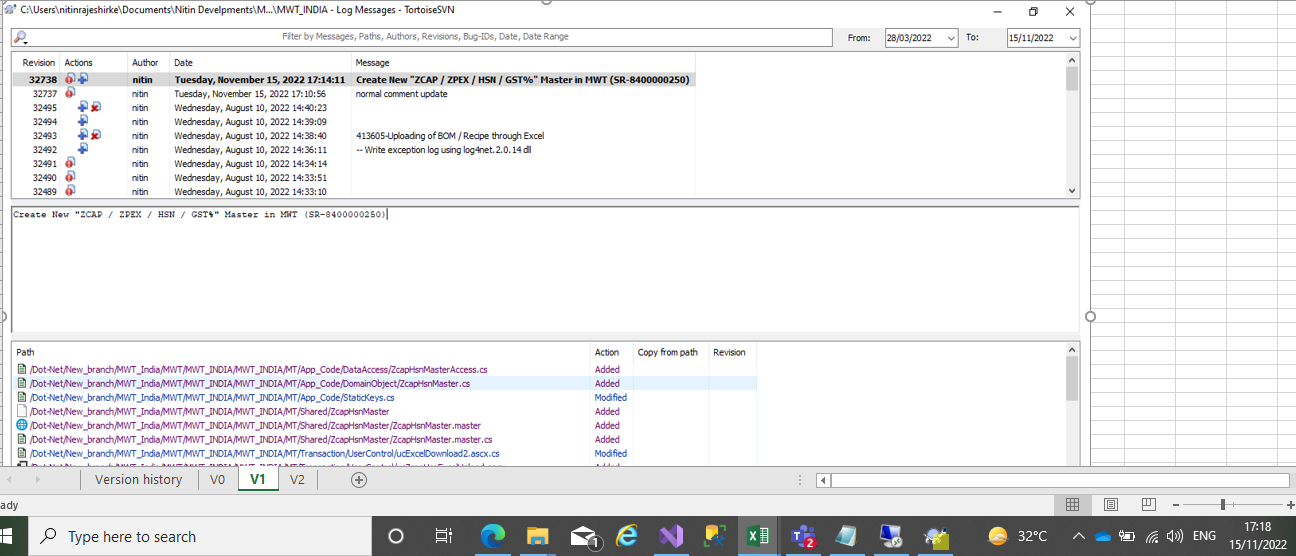 C:\Users\nitinrajeshirke\Documents\Nitin Develpments\M...\MWT_INDIA - Log Messages - TortoiseSVN
Filter by Messages, Paths, Authors, Revisions, Bug-IDs, Date, Date Range
From: 28/03/2022 To: 15/11/2022
Revision Actions Author Date Message
32738 nitin Tuesday, November 15, 2022 17:14:11 Create New "ZCAP / ZPEX / HSN / GST%" Master in MWT (SR-8400000250)
32737 nitin Tuesday, November 15, 2022 17:10:56 normal comment update
32495 nitin Wednesday, August 10, 2022 14:40:23
32494 nitin Wednesday, August 10, 2022 14:39:09
32493 nitin Wednesday, August 10, 2022 14:38:40 413605-Uploading of BOM / Recipe through Excel
32492 nitin Wednesday, August 10, 2022 14:36:11 -- Write exception log using log4net.2.0.14 dll
32491 nitin Wednesday, August 10, 2022 14:34:14
32490 nitin Wednesday, August 10, 2022 14:33:51
32489 nitin Wednesday, August 10, 2022 14:33:10
Create New "ZCAP / ZPEX / HSN / GST%" Master in MWT (SR-8400000250)
Path Action Copy from path Revision
/Dot-Net/New_branch/MWT_India/MWT/MWT_INDIA/MWT_INDIA/MT/App_Code/DataAccess/ZcapHsnMasterAccess.cs Added
/Dot-Net/New_branch/MWT_India/MWT/MWT_INDIA/MWT_INDIA/MT/App_Code/DomainObject/ZcapHsnMaster.cs Added
/Dot-Net/New_branch/MWT_India/MWT/MWT_INDIA/MWT_INDIA/MT/App_Code/StaticKeys.cs Modified
/Dot-Net/New_branch/MWT_India/MWT/MWT_INDIA/MWT_INDIA/MT/Shared/ZcapHsnMaster Added
/Dot-Net/New_branch/MWT_India/MWT/MWT_INDIA/MWT_INDIA/MT/Shared/ZcapHsnMaster/ZcapHsnMaster.master Added
/Dot-Net/New_branch/MWT_India/MWT/MWT_INDIA/MWT_INDIA/MT/Shared/ZcapHsnMaster/ZcapHsnMaster.master.cs Added
/Dot-Net/New_branch/MWT_India/MWT/MWT_INDIA/MWT_INDIA/MT/Transaction/UserControl/ucExcelDownload2.ascx.cs Modified
Version history V0 V1 V2
ady
Type here to search
1
2
32°C
ENG
17:18
15/11/2022